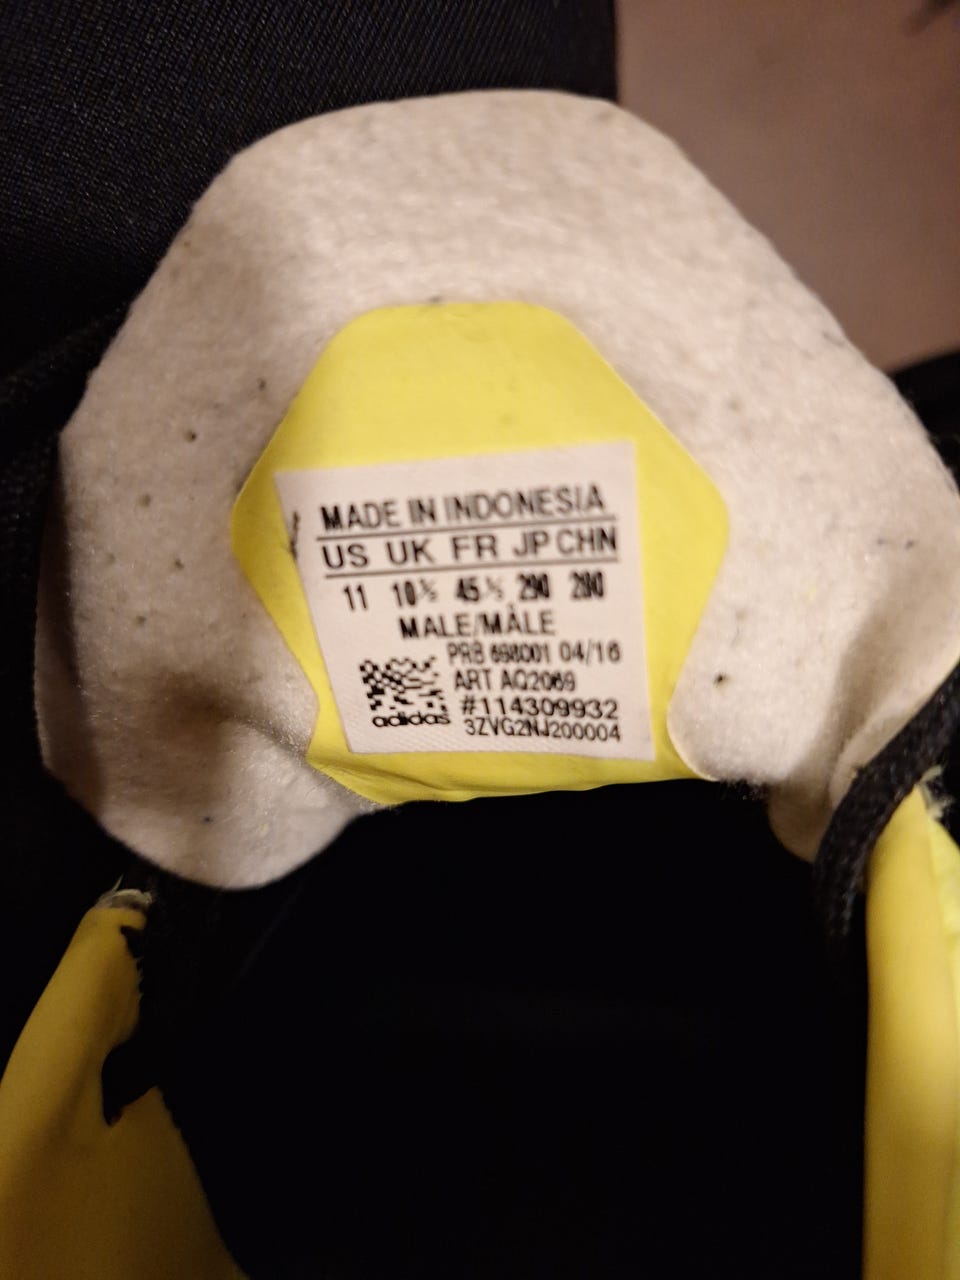 MADE IN INDONESIA
US UK FR JP CHN
11 10½ 45⅓ 290 280
MALE/MÂLE
PRB 698001 04/16
ART AQ2069
#114309932
3ZVG2NJ200004
adidas